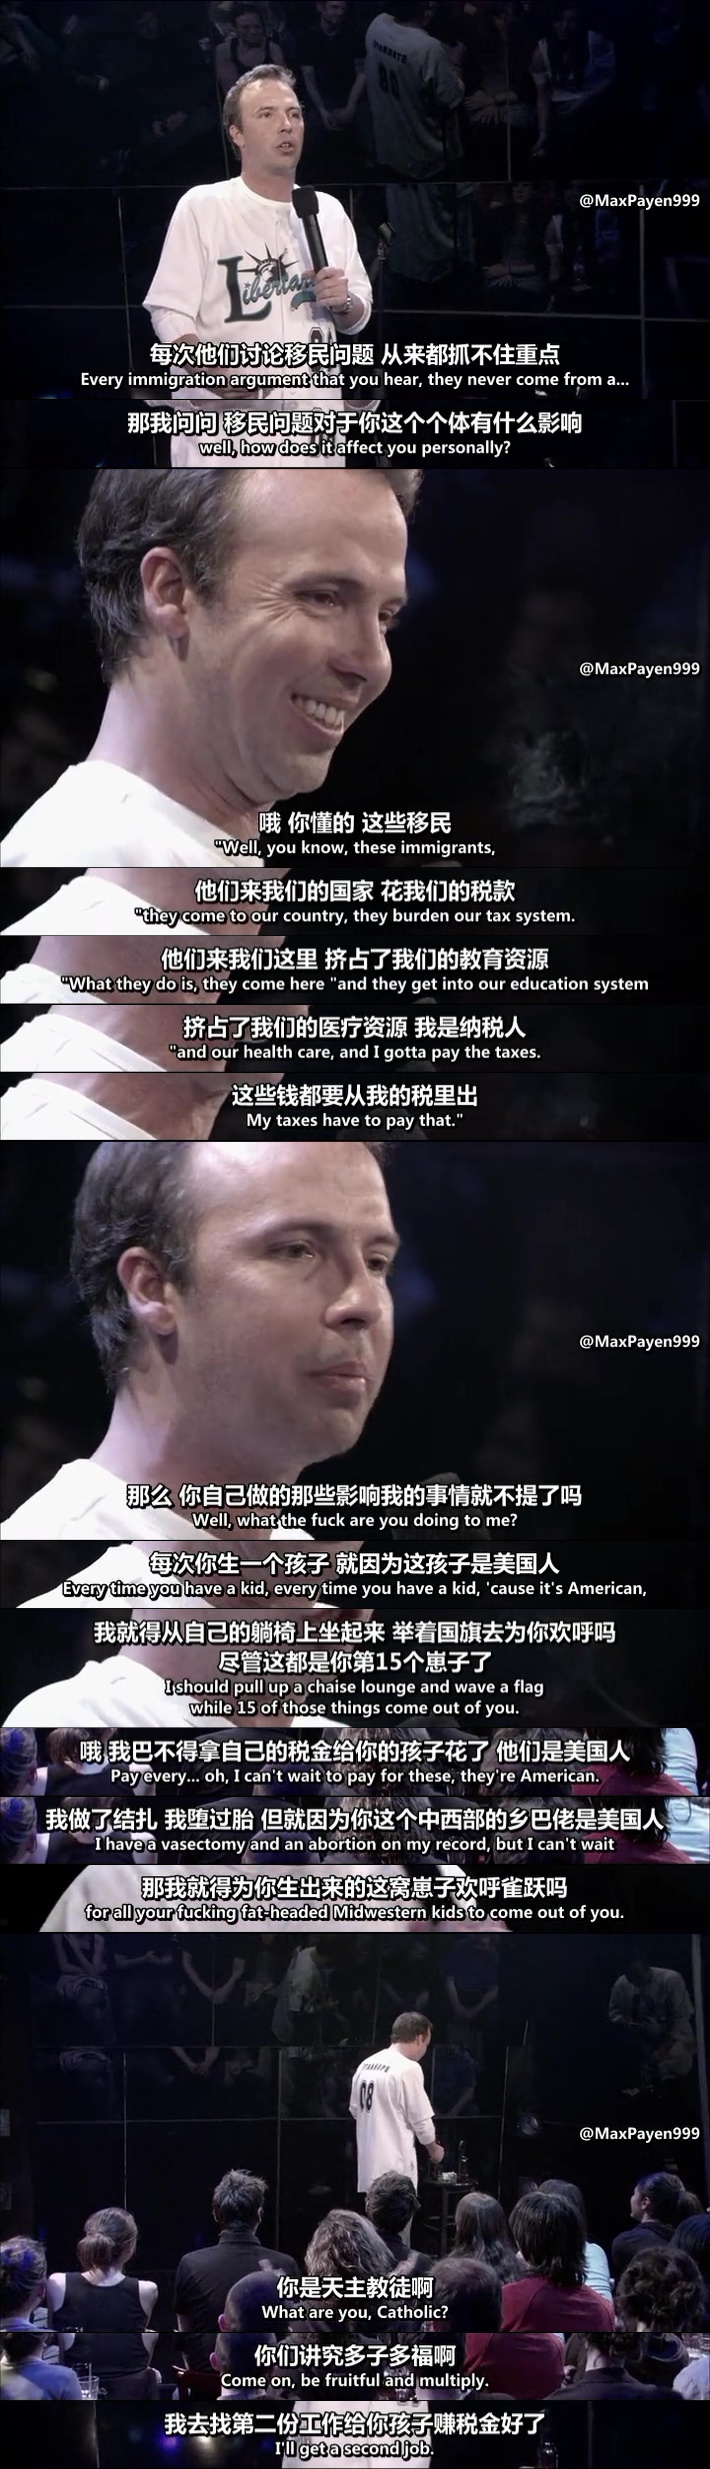 @MaxPayen999
Liberta
每次他们讨论移民问题 从来都抓不住重点
Every immigration argument that you hear, they never come from a...
那我问问 移民问题对于你这个个体有什么影响
well, how does it affect you personally?
@MaxPayen999
哦 你懂的 这些移民
"Well, you know, these immigrants,
他们来我们的国家 花我们的税款
"they come to our country, they burden our tax system.
他们来我们这里 挤占了我们的教育资源
"What they do is, they come here "and they get into our education system
挤占了我们的医疗资源 我是纳税人
"and our health care, and I gotta pay the taxes.
这些钱都要从我的税里出
My taxes have to pay that."
@MaxPayen999
那么 你自己做的那些影响我的事情就不提了吗
Well, what the fuck are you doing to me?
每次你生一个孩子 就因为这孩子是美国人
Every time you have a kid, every time you have a kid, 'cause it's American,
我就得从自己的躺椅上坐起来 举着国旗去为你欢呼吗
尽管这都是你第15个崽子了
I should pull up a chaise lounge and wave a flag
while 15 of those things come out of you.
哦 我巴不得拿自己的税金给你的孩子花了 他们是美国人
Pay every... oh, I can't wait to pay for these, they're American.
我做了结扎 我堕过胎 但就因为你这个中西部的乡巴佬是美国人
I have a vasectomy and an abortion on my record, but I can't wait
那我就得为你生出来的这窝崽子欢呼雀跃吗
for all your fucking fat-headed Midwestern kids to come out of you.
STANHOPE
08
@MaxPayen999
你是天主教徒啊
What are you, Catholic?
你们讲究多子多福啊
Come on, be fruitful and multiply.
我去找第二份工作给你孩子赚税金好了
I'll get a second job.